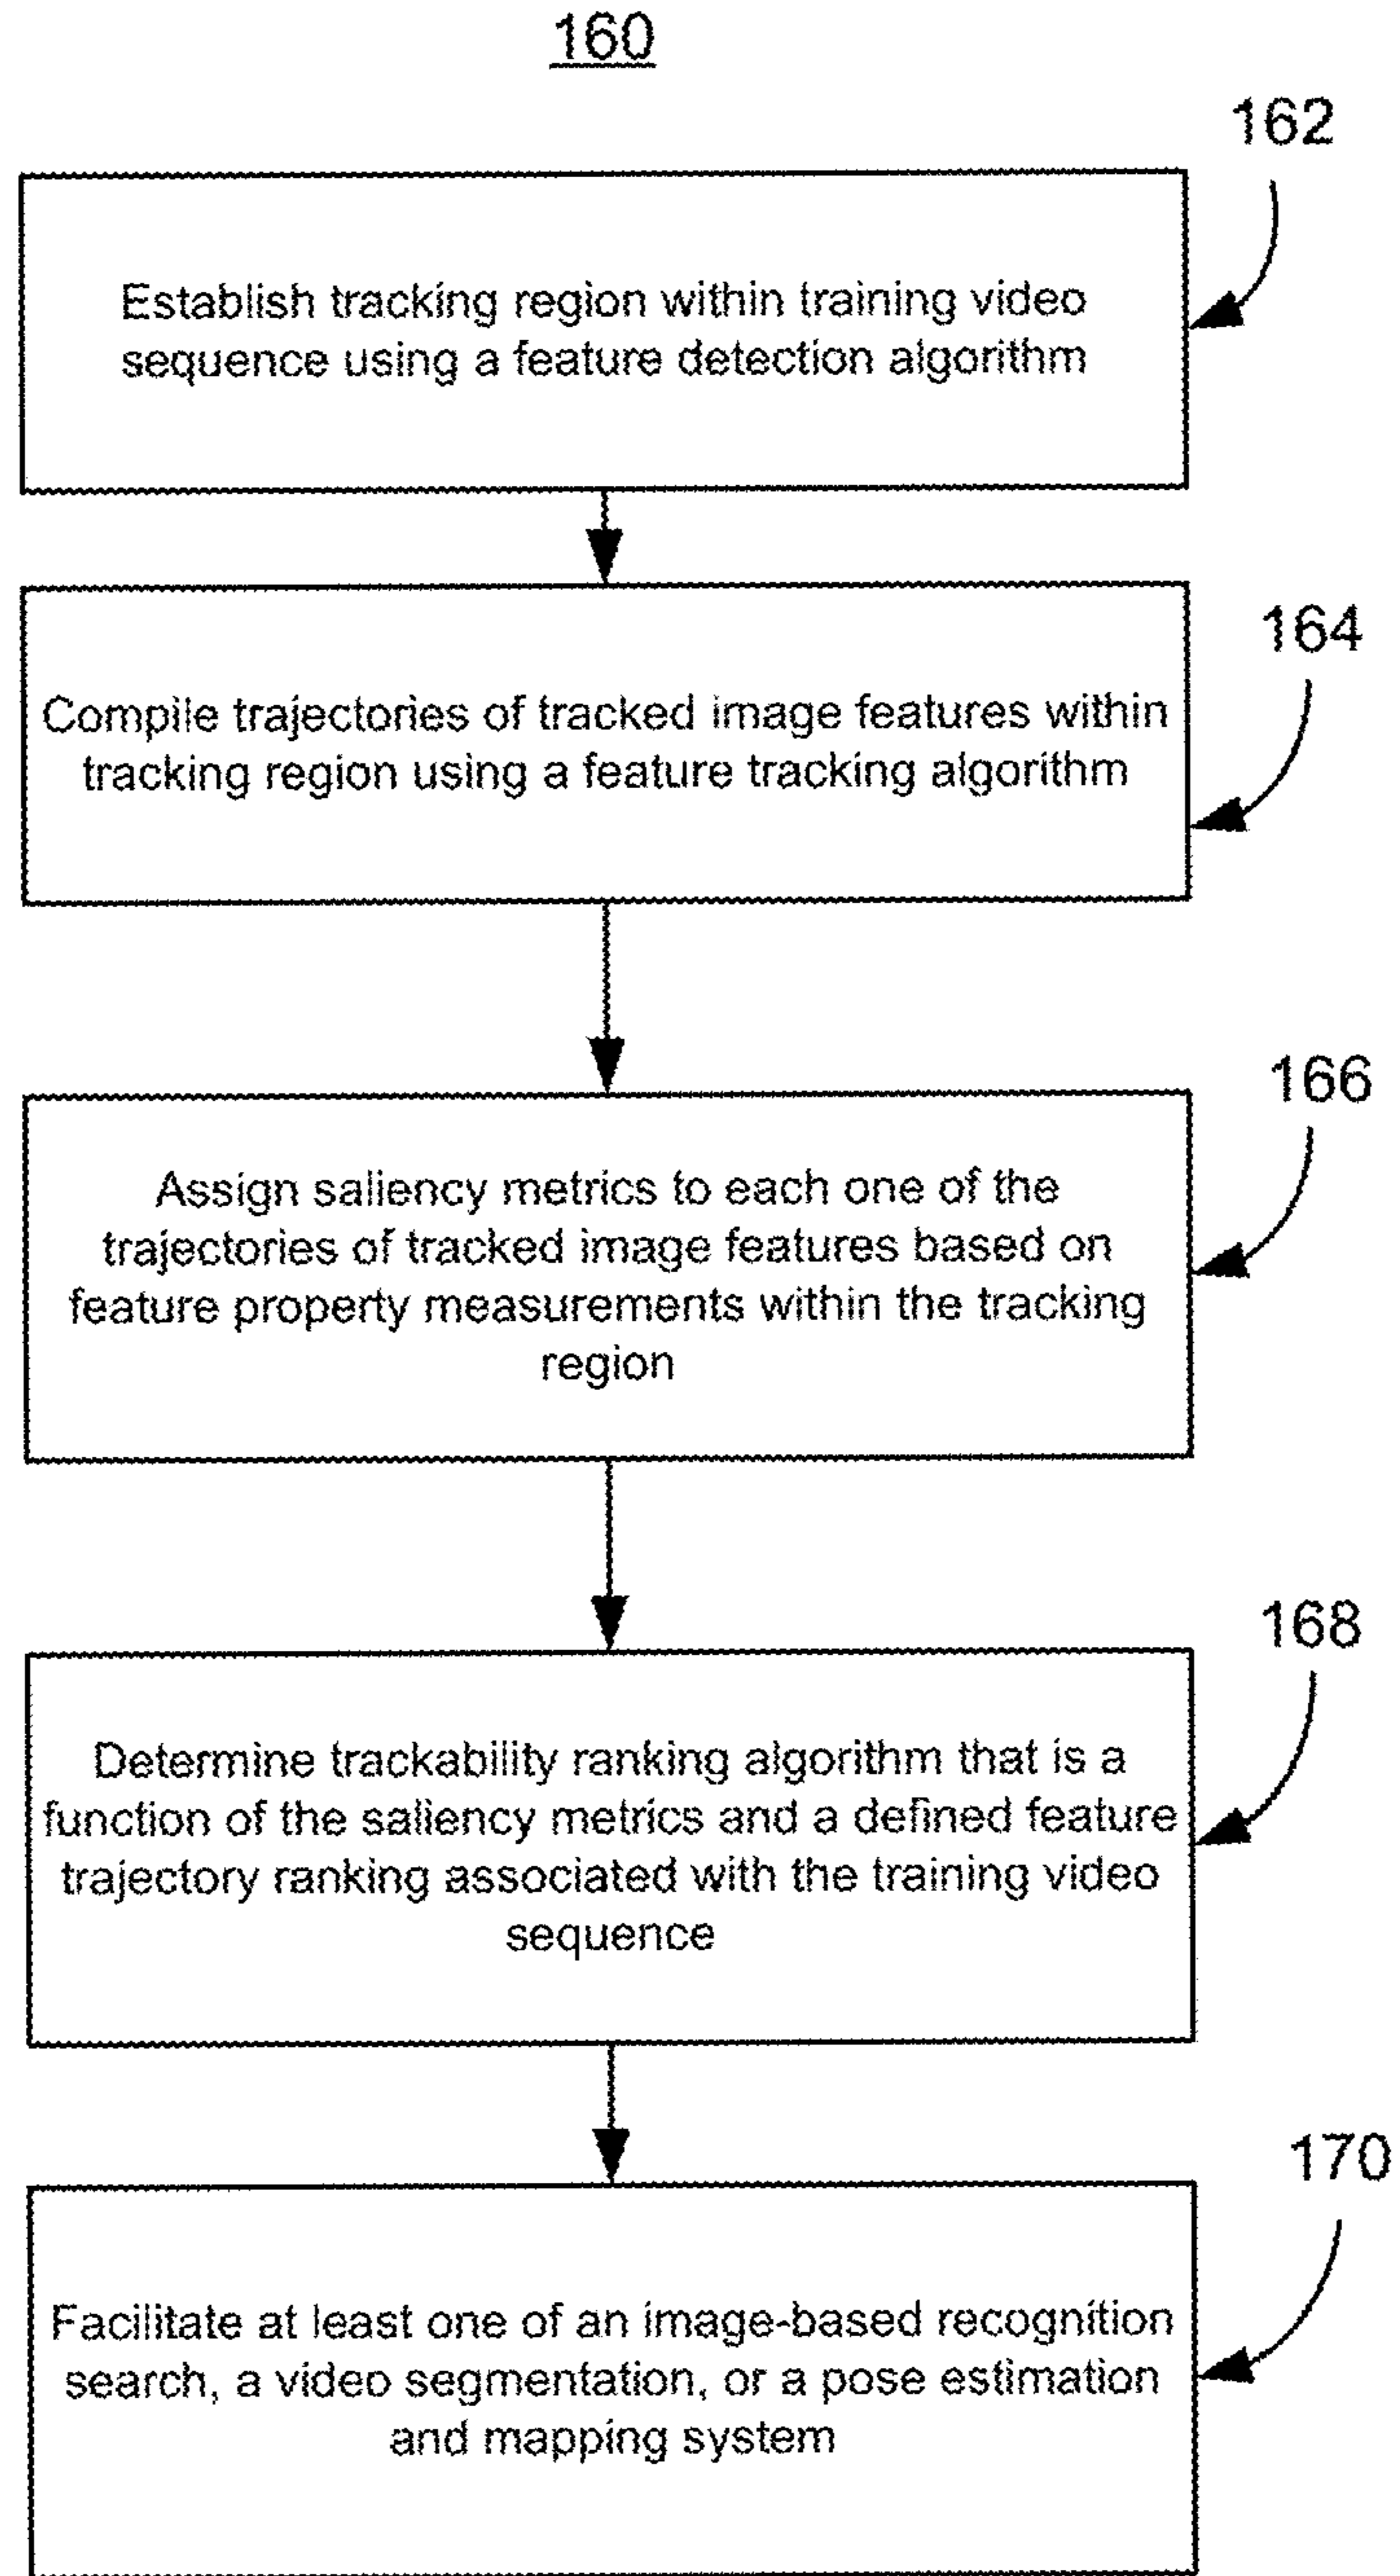 160
162
Establish tracking region within training video
sequence using a feature detection algorithm
164
Compile trajectories of tracked image features within
tracking region using a feature tracking algorithm
166
Assign saliency metrics to each one of the
trajectories of tracked image features based on
feature property measurements within the tracking
region
168
Determine trackability ranking algorithm that is a
function of the saliency metrics and a defined feature
trajectory ranking associated with the training video
sequence
170
Facilitate at least one of an image-based recognition
search, a video segmentation, or a pose estimation
and mapping system